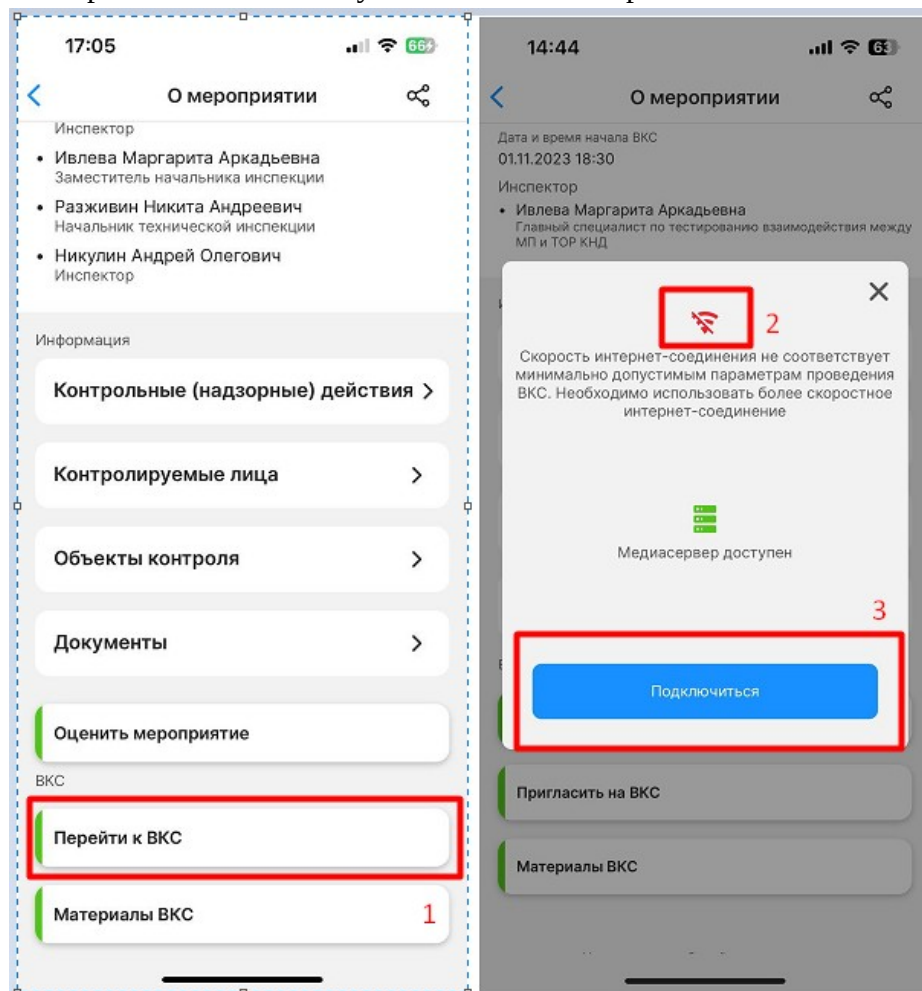 17:05
66
О мероприятии
Инспектор
• Ивлева Маргарита Аркадьевна
Заместитель начальника инспекции
• Разживин Никита Андреевич
Начальник технической инспекции
• Никулин Андрей Олегович
Инспектор
Информация
Контрольные (надзорные) действия
Контролируемые лица
Объекты контроля
Документы
Оценить мероприятие
ВКС
Перейти к ВКС
Материалы ВКС
1
14:44
63
О мероприятии
Дата и время начала ВКС
01.11.2023 18:30
Инспектор
• Ивлева Маргарита Аркадьевна
Главный специалист по тестированию взаимодействия между
МП и ТОР КНД
2
Скорость интернет-соединения не соответствует
минимально допустимым параметрам проведения
ВКС. Необходимо использовать более скоростное
интернет-соединение
Медиасервер доступен
3
Подключиться
Пригласить на ВКС
Материалы ВКС